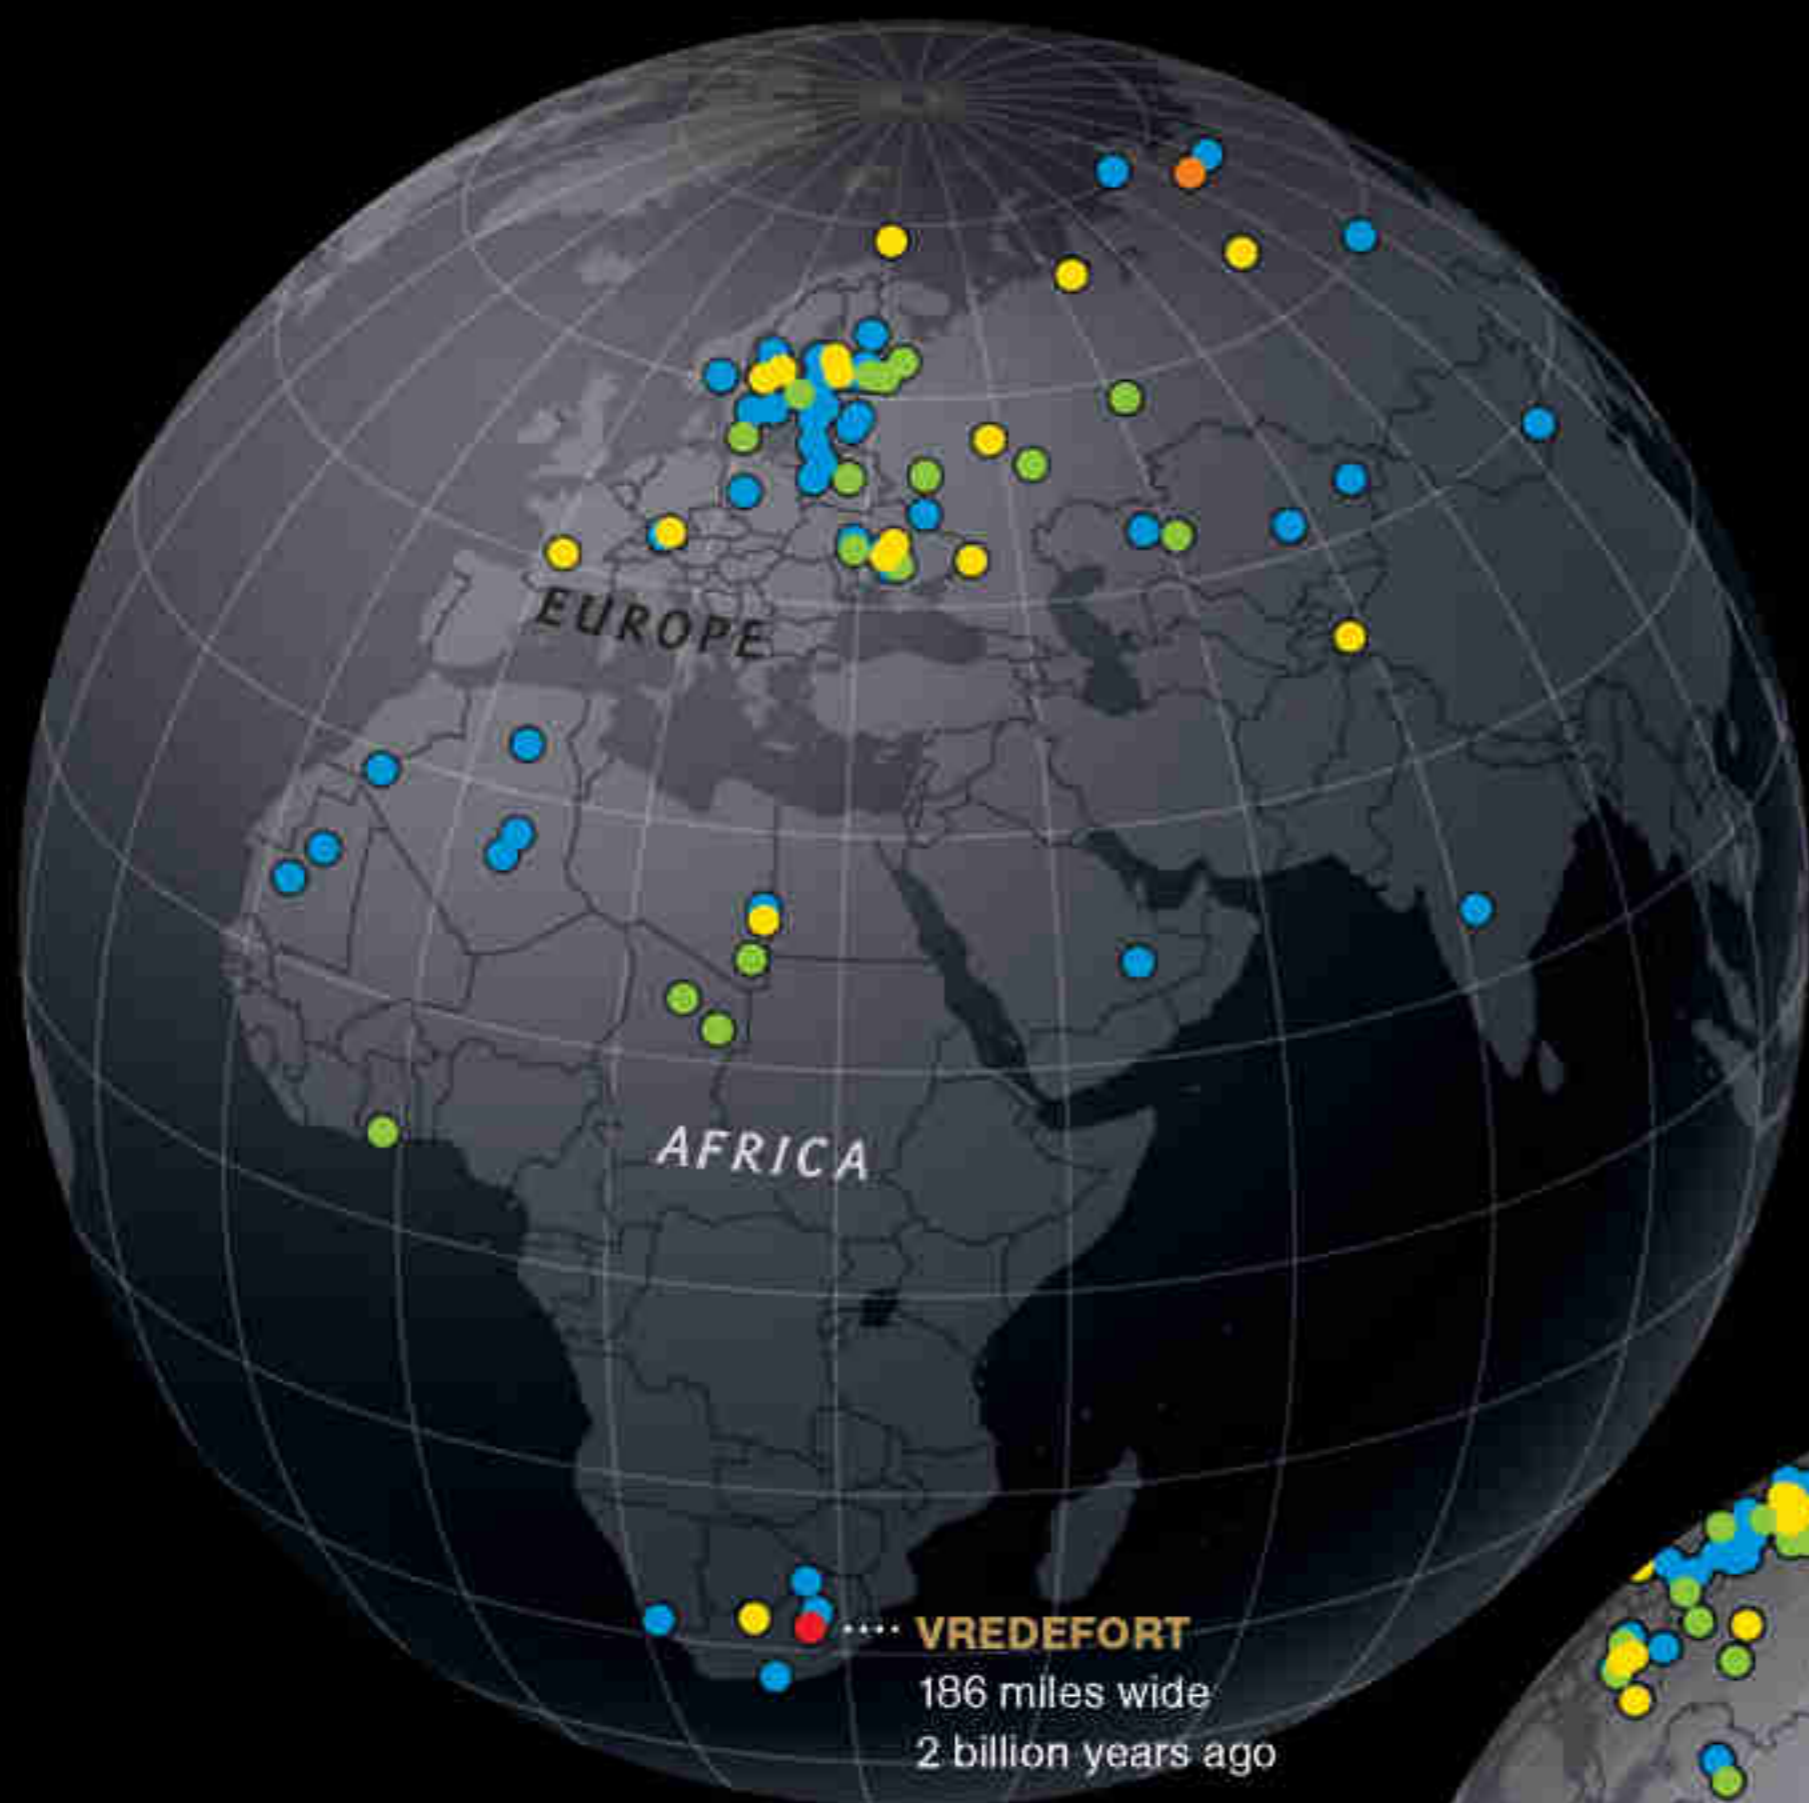 EUROPE
AFRICA
VREDEFORT
186 miles wide
2 billion years ago